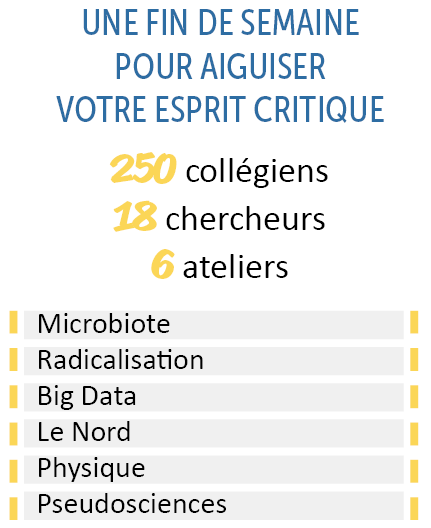 UNE FIN DE SEMAINE
POUR AIGUISER
VOTRE ESPRIT CRITIQUE
250 collégiens
18 chercheurs
6 ateliers
Microbiote
Radicalisation
Big Data
Le Nord
Physique
Pseudosciences